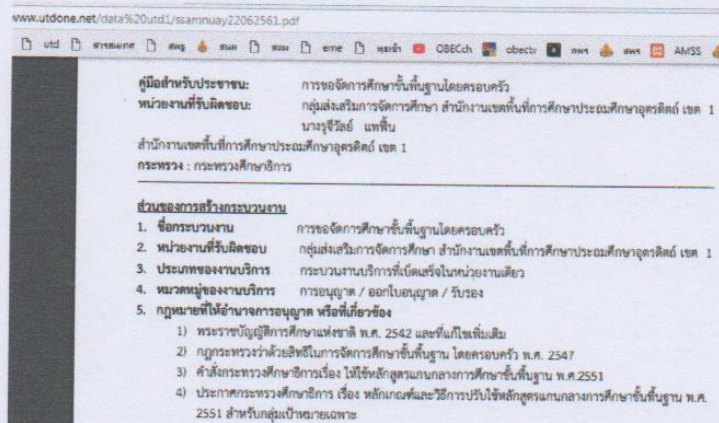 www.utdone.net/data%20utd1/ssamnuay22062561.pdf
utd สารสนเทศ สพฐ สนผ สอน eme OBECch obectv สพร AMSS
คู่มือสำหรับประชาชน: การขอจัดการศึกษาขั้นพื้นฐานโดยครอบครัว
หน่วยงานที่รับผิดชอบ: กลุ่มส่งเสริมการจัดการศึกษา สำนักงานเขตพื้นที่การศึกษาประถมศึกษาอุตรดิตถ์ เขต 1
นางรุจีวัลย์ แพฟื้น
สำนักงานเขตพื้นที่การศึกษาประถมศึกษาอุตรดิตถ์ เขต 1
กระทรวง : กระทรวงศึกษาธิการ
ส่วนของการสร้างกระบวนงาน
1. ชื่อกระบวนงาน การขอจัดการศึกษาขั้นพื้นฐานโดยครอบครัว
2. หน่วยงานที่รับผิดชอบ กลุ่มส่งเสริมการจัดการศึกษา สำนักงานเขตพื้นที่การศึกษาประถมศึกษาอุตรดิตถ์ เขต 1
3. ประเภทของงานบริการ กระบวนงานบริการที่เบ็ดเสร็จในหน่วยงานเดียว
4. หมวดหมู่ของงานบริการ การอนุญาต / ออกใบอนุญาต / รับรอง
5. กฎหมายที่ให้อำนาจการอนุญาต หรือที่เกี่ยวข้อง
1) พระราชบัญญัติการศึกษาแห่งชาติ พ.ศ. 2542 และที่แก้ไขเพิ่มเติม
2) กฎกระทรวงว่าด้วยสิทธิในการจัดการศึกษาขั้นพื้นฐาน โดยครอบครัว พ.ศ. 2547
3) คำสั่งกระทรวงศึกษาธิการเรื่อง ให้ใช้หลักสูตรแกนกลางการศึกษาขั้นพื้นฐาน พ.ศ.2551
4) ประกาศกระทรวงศึกษาธิการ เรื่อง หลักเกณฑ์และวิธีการปรับใช้หลักสูตรแกนกลางการศึกษาขั้นพื้นฐาน พ.ศ.
2551 สำหรับกลุ่มเป้าหมายเฉพาะ